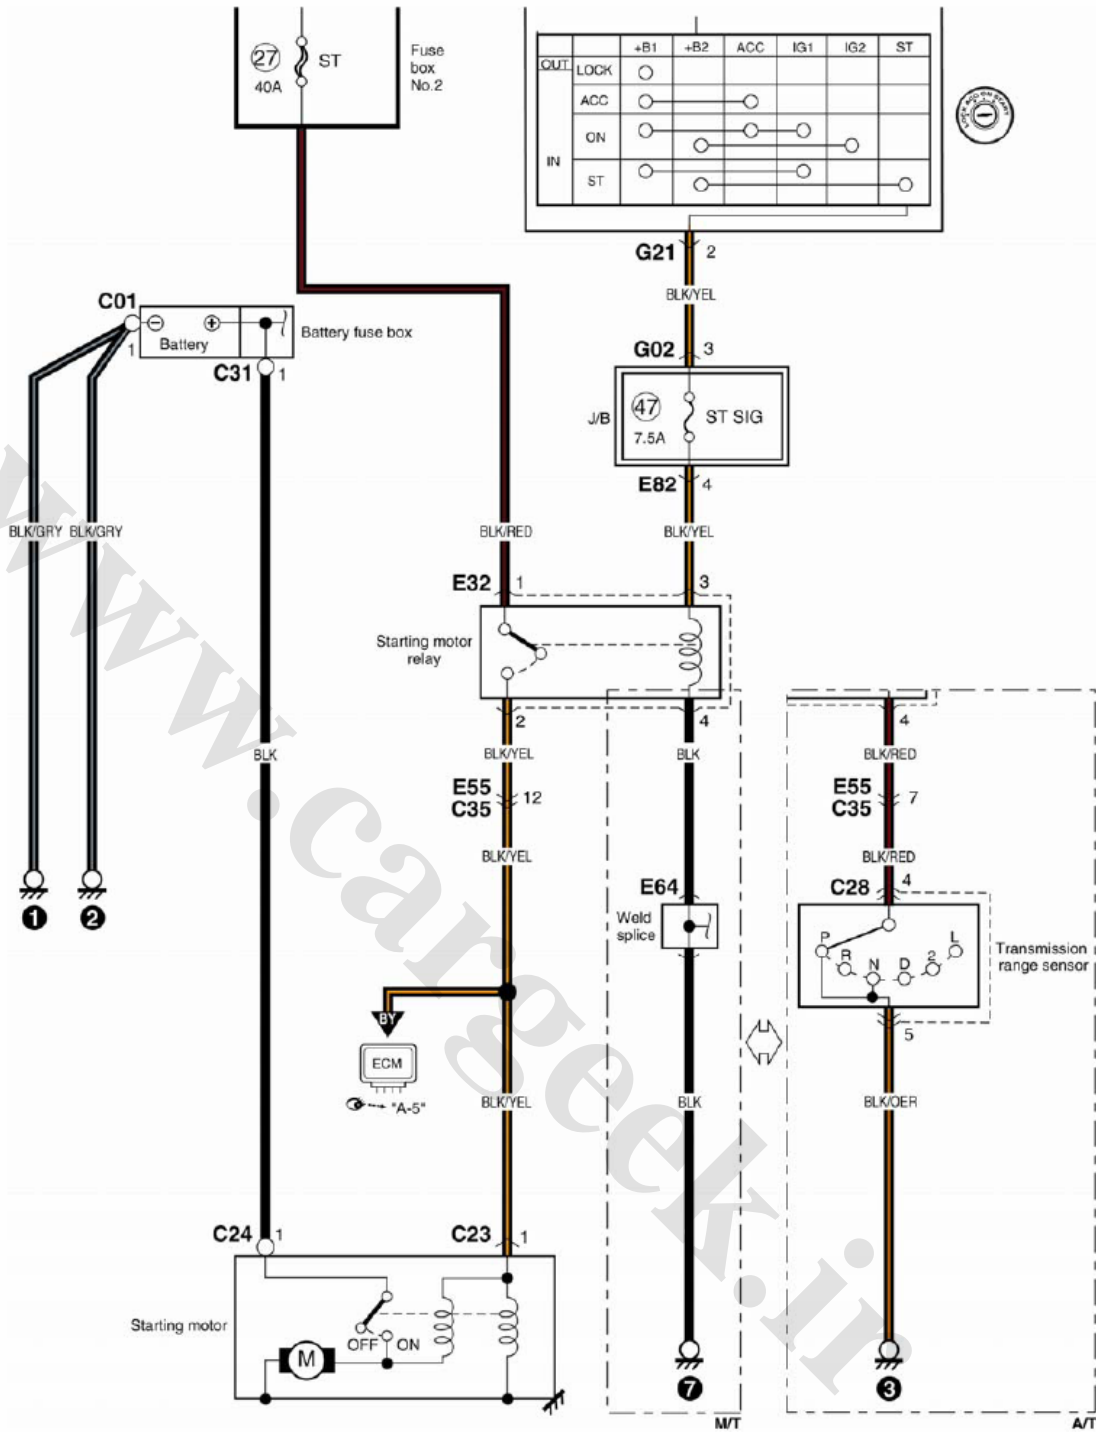 27
40A
ST
Fuse
box
No.2
+B1 +B2 ACC IG1 IG2 ST
OUT LOCK
ACC
IN ON
ST
LOCK ACC ON START
G21 2
BLK/YEL
C01
1
Battery
Battery fuse box
C31 1
G02 3
J/B
47
7.5A
ST SIG
E82 4
BLK/GRY BLK/GRY BLK/RED BLK/YEL
E32 1 3
Starting motor
relay
2 4 4
BLK BLK/YEL BLK BLK/RED
E55
C35
12
E55
C35
7
BLK/YEL BLK/RED
1 2
E64
Weld
splice
C28 4
P R N D 2 L
Transmission
range sensor
5
BY
ECM
"A-5"
BLK/YEL BLK BLK/OER
C24 1
C23 1
Starting motor
OFF ON
M
7 3
M/T A/T
www.cargeek.ir